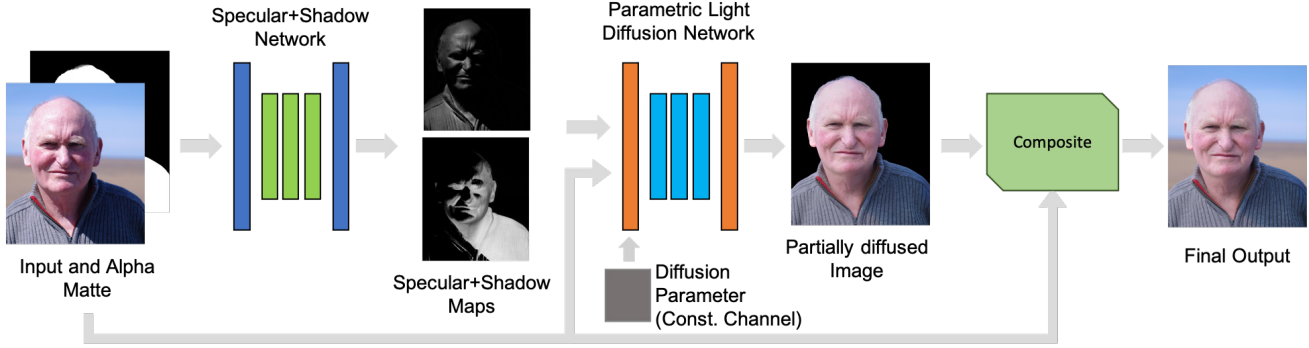 Specular+Shadow
Network
Parametric Light
Diffusion Network
Composite
Input and Alpha
Matte
Specular+Shadow
Maps
Diffusion
Parameter
(Const. Channel)
Partially diffused
Image
Final Output